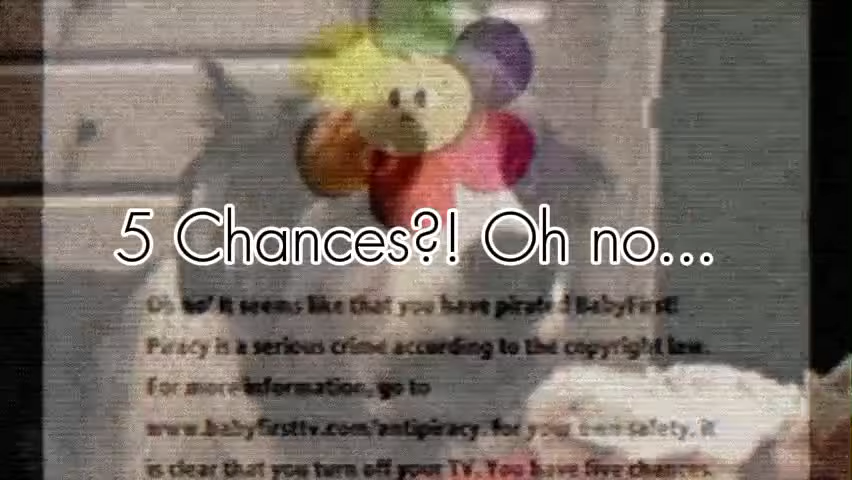 5 Chances?! Oh no...
Oh no! It seems like that you have pirated BabyFirst!
Piracy is a serious crime according to the copyright law.
For more information, go to
www.babyfirsttv.com/antipiracy. for your own safety, it
is clear that you turn off your TV. You have five chances.